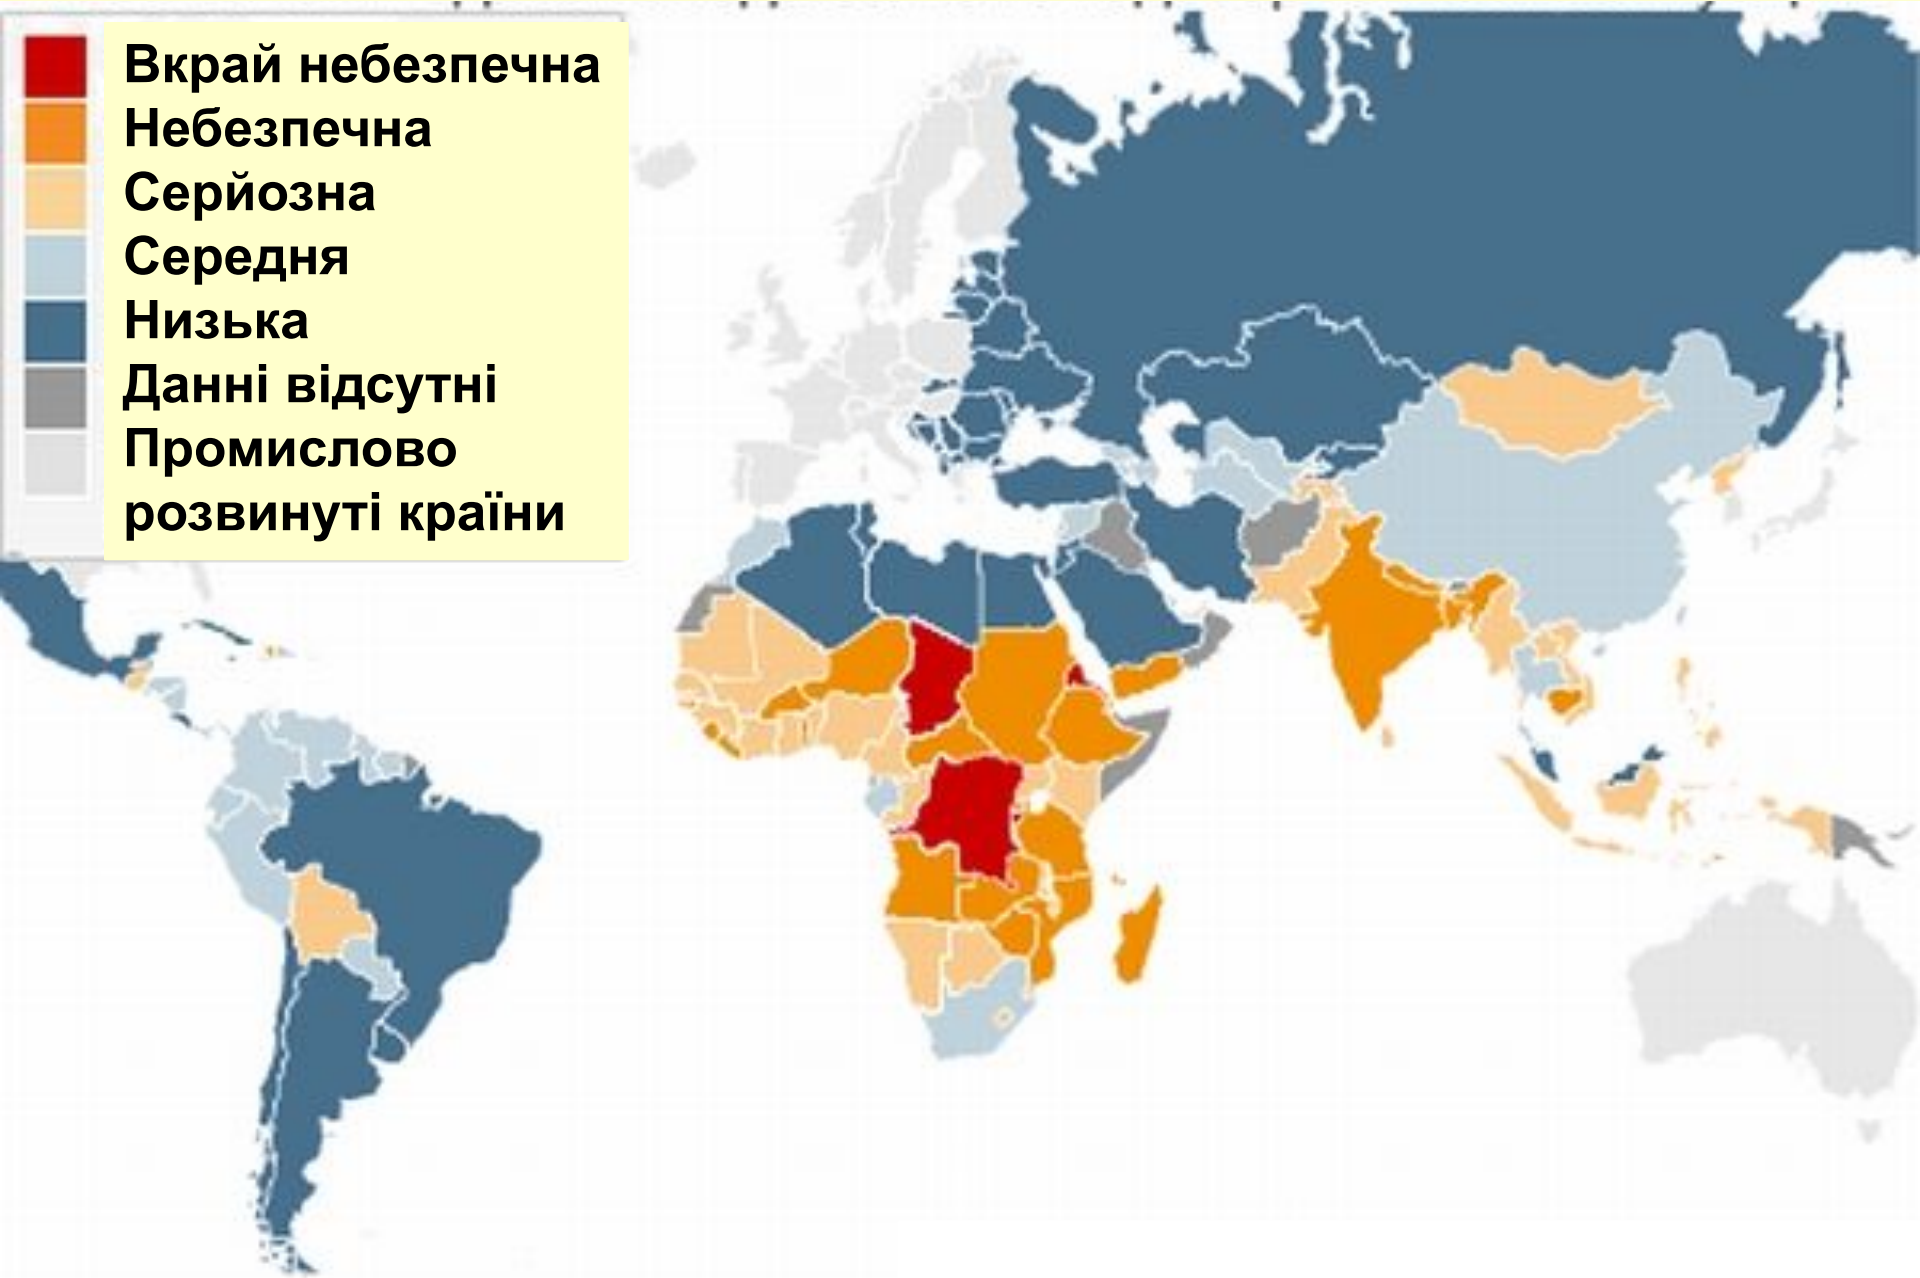 Вкрай небезпечна
Небезпечна
Серйозна
Середня
Низька
Данні відсутні
Промислово
розвинуті країни